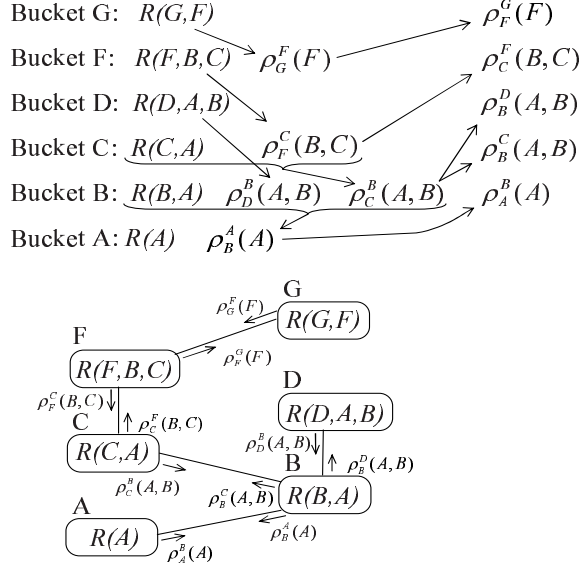 Bucket G: R(G,F) ρ_G^F(F) ρ_F^G(F)
Bucket F: R(F,B,C) ρ_C^F(B,C)
Bucket D: R(D,A,B) ρ_B^D(A,B)
Bucket C: R(C,A) ρ_F^C(B,C) ρ_B^C(A,B)
Bucket B: R(B,A) ρ_D^B(A,B) ρ_C^B(A,B) ρ_A^B(A)
Bucket A: R(A) ρ_B^A(A)
G
ρ_G^F(F)
R(G,F)
F
ρ_F^G(F)
R(F,B,C)
D
ρ_F^C(B,C) ρ_C^F(B,C)
R(D,A,B)
C
ρ_D^B(A,B)
R(C,A)
B
ρ_B^D(A,B)
ρ_C^B(A,B) ρ_B^C(A,B)
R(B,A)
A
ρ_B^A(A)
R(A)
ρ_A^B(A)